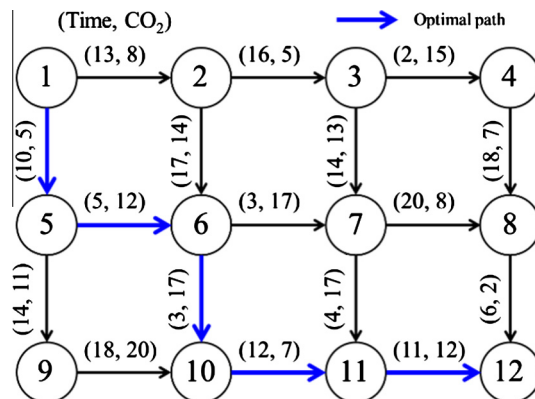 (Time, CO₂) Optimal path
1 (13, 8) 2 (16, 5) 3 (2, 15) 4
(10, 5) (17, 14) (14, 13) (18, 7)
5 (5, 12) 6 (3, 17) 7 (20, 8) 8
(14, 11) (3, 17) (4, 17) (6, 2)
9 (18, 20) 10 (12, 7) 11 (11, 12) 12